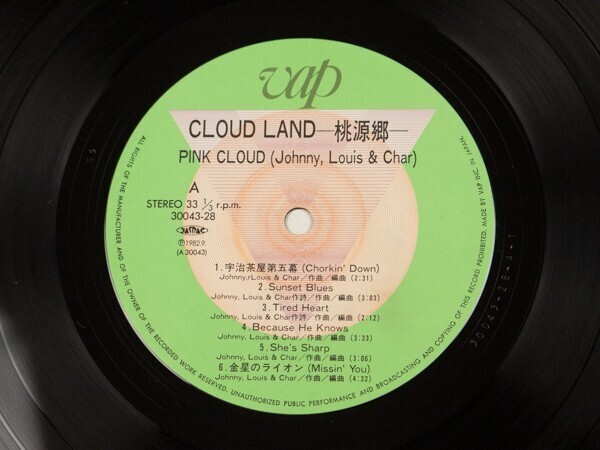 vap
CLOUD LAND—桃源郷—
PINK CLOUD (Johnny, Louis & Char)
A
STEREO 33 1/3 r.p.m.
30043-28
JASRAC
Ⓟ1982.9.
(A 30043)
1.宇治茶屋第五幕 (Chorkin' Down)
Johnny, Louis & Char／作曲／編曲 (2:31)
2.Sunset Blues
Johnny, Louis & Char作詩／作曲／編曲 (3:03)
3.Tired Heart
Johnny, Louis & Char作詩／作曲／編曲 (2:12)
4.Because He Knows
Johnny, Louis & Char／作曲／編曲 (3:33)
5.She's Sharp
Johnny, Louis & Char／作曲／編曲 (3:06)
6.金星のライオン (Missin' You)
Johnny, Louis & Char／作曲／編曲 (4:32)
ALL RIGHTS OF THE MANUFACTURER AND OF THE OWNER OF THE RECORDED WORK RESERVED. UNAUTHORIZED PUBLIC PERFORMANCE AND BROADCASTING AND COPYING OF THIS RECORD PROHIBITED, MADE BY VAP INC. IN JAPAN.